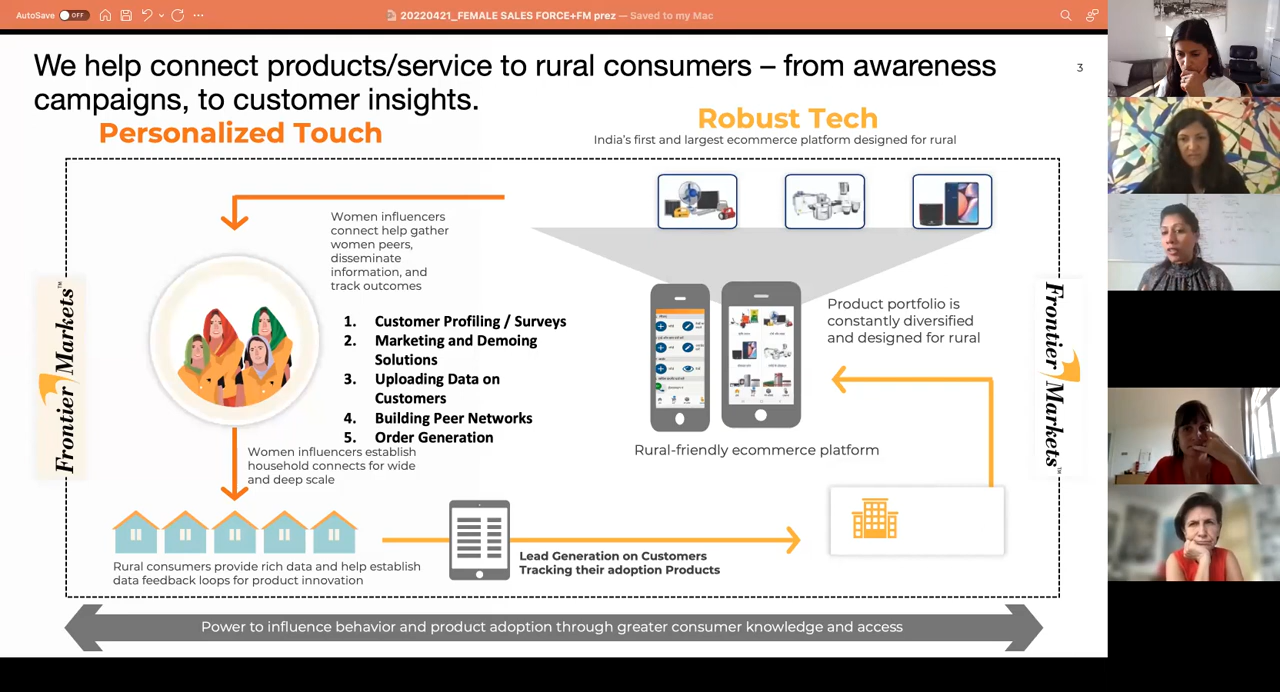 AutoSave OFF
20220421_FEMALE SALES FORCE+FM prez — Saved to my Mac
We help connect products/service to rural consumers – from awareness
campaigns, to customer insights.
3
Personalized Touch
Robust Tech
India's first and largest ecommerce platform designed for rural
Women influencers
connect help gather
women peers,
disseminate
information, and
track outcomes
1. Customer Profiling / Surveys
2. Marketing and Demoing
Solutions
3. Uploading Data on
Customers
4. Building Peer Networks
5. Order Generation
Women influencers establish
household connects for wide
and deep scale
Product portfolio is
constantly diversified
and designed for rural
Rural-friendly ecommerce platform
Frontier Markets™
Frontier Markets™
Rural consumers provide rich data and help establish
data feedback loops for product innovation
Lead Generation on Customers
Tracking their adoption Products
Power to influence behavior and product adoption through greater consumer knowledge and access